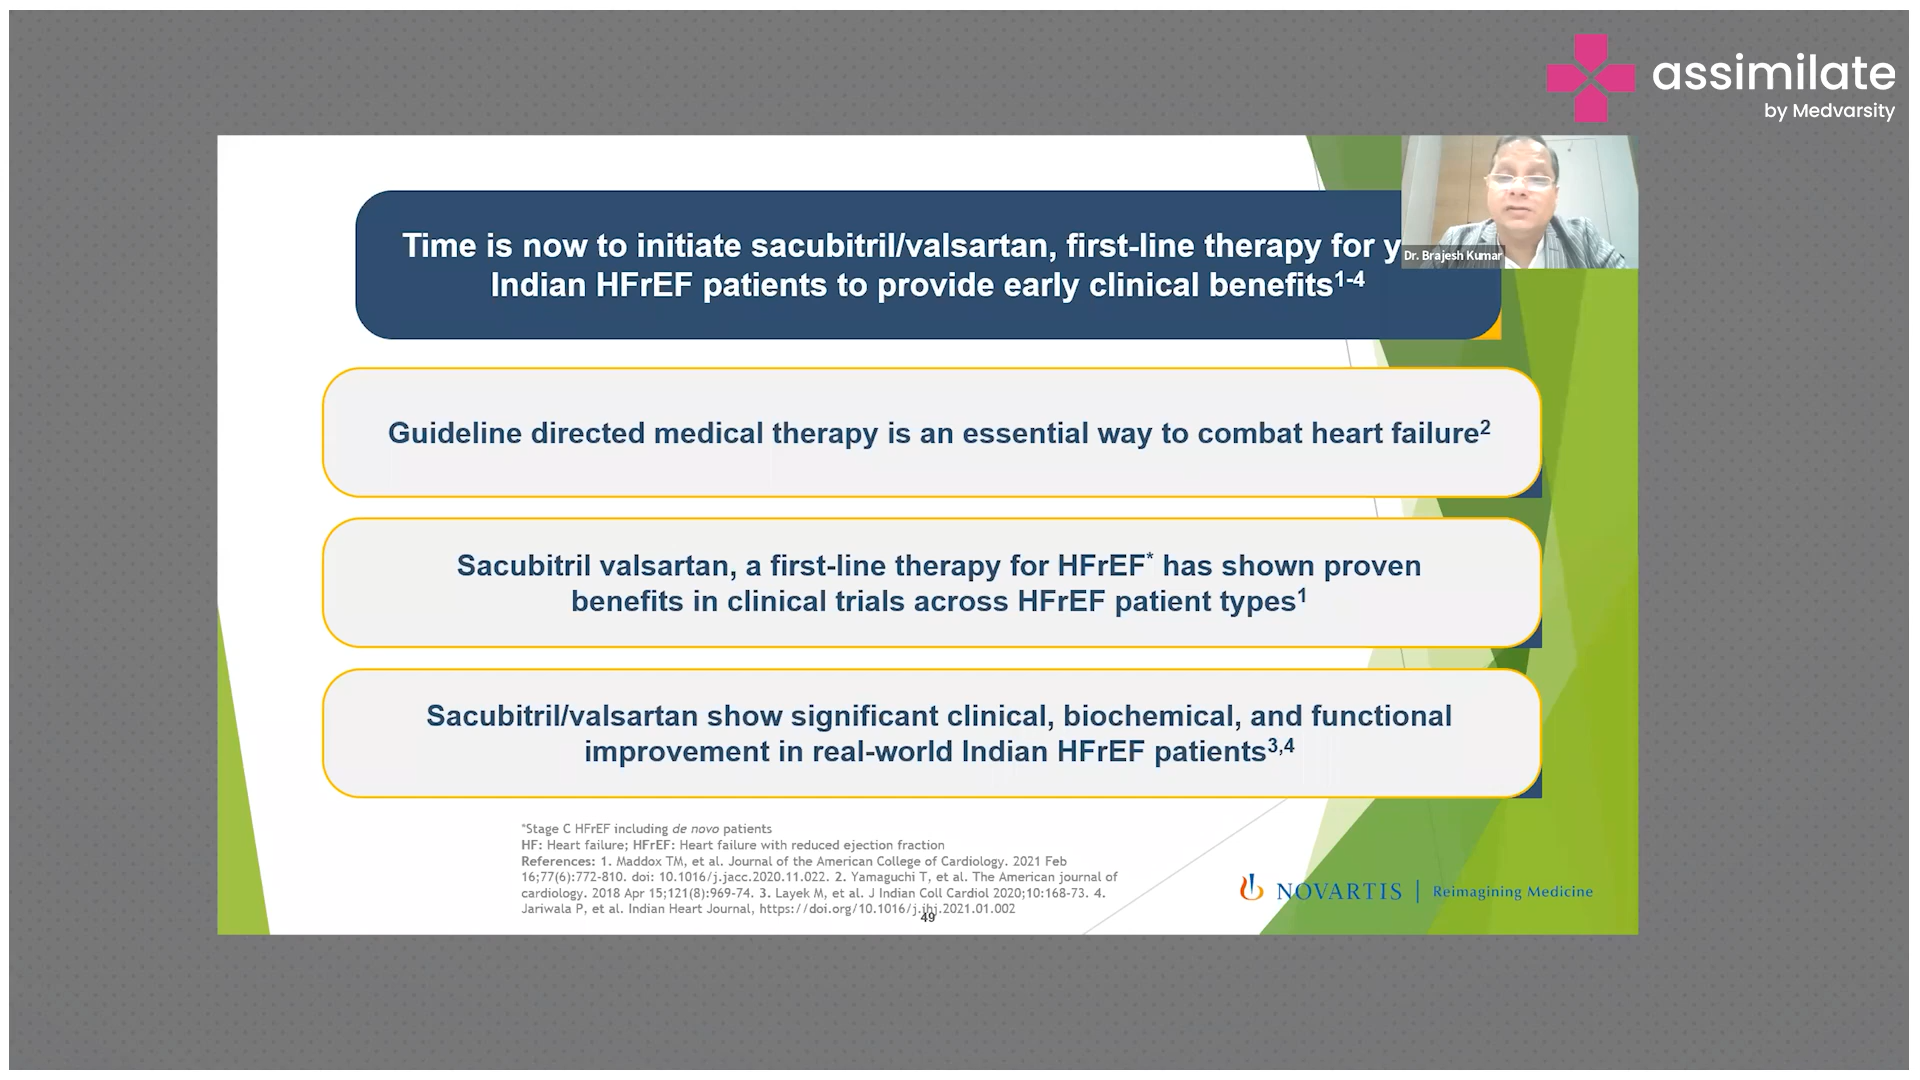 assimilate
by Medvarsity
Time is now to initiate sacubitril/valsartan, first-line therapy for
Indian HFrEF patients to provide early clinical benefits1-4
Dr. Brajesh Kumar
Guideline directed medical therapy is an essential way to combat heart failure2
Sacubitril valsartan, a first-line therapy for HFrEF* has shown proven
benefits in clinical trials across HFrEF patient types1
Sacubitril/valsartan show significant clinical, biochemical, and functional
improvement in real-world Indian HFrEF patients3,4
*Stage C HFrEF including de novo patients
HF: Heart failure; HFrEF: Heart failure with reduced ejection fraction
References: 1. Maddox TM, et al. Journal of the American College of Cardiology. 2021 Feb
16;77(6):772-810. doi: 10.1016/j.jacc.2020.11.022. 2. Yamaguchi T, et al. The American journal of
cardiology. 2018 Apr 15;121(8):969-74. 3. Layek M, et al. J Indian Coll Cardiol 2020;10:168-73. 4.
Jariwala P, et al. Indian Heart Journal, https://doi.org/10.1016/j.ihj.2021.01.002
49
NOVARTIS | Reimagining Medicine